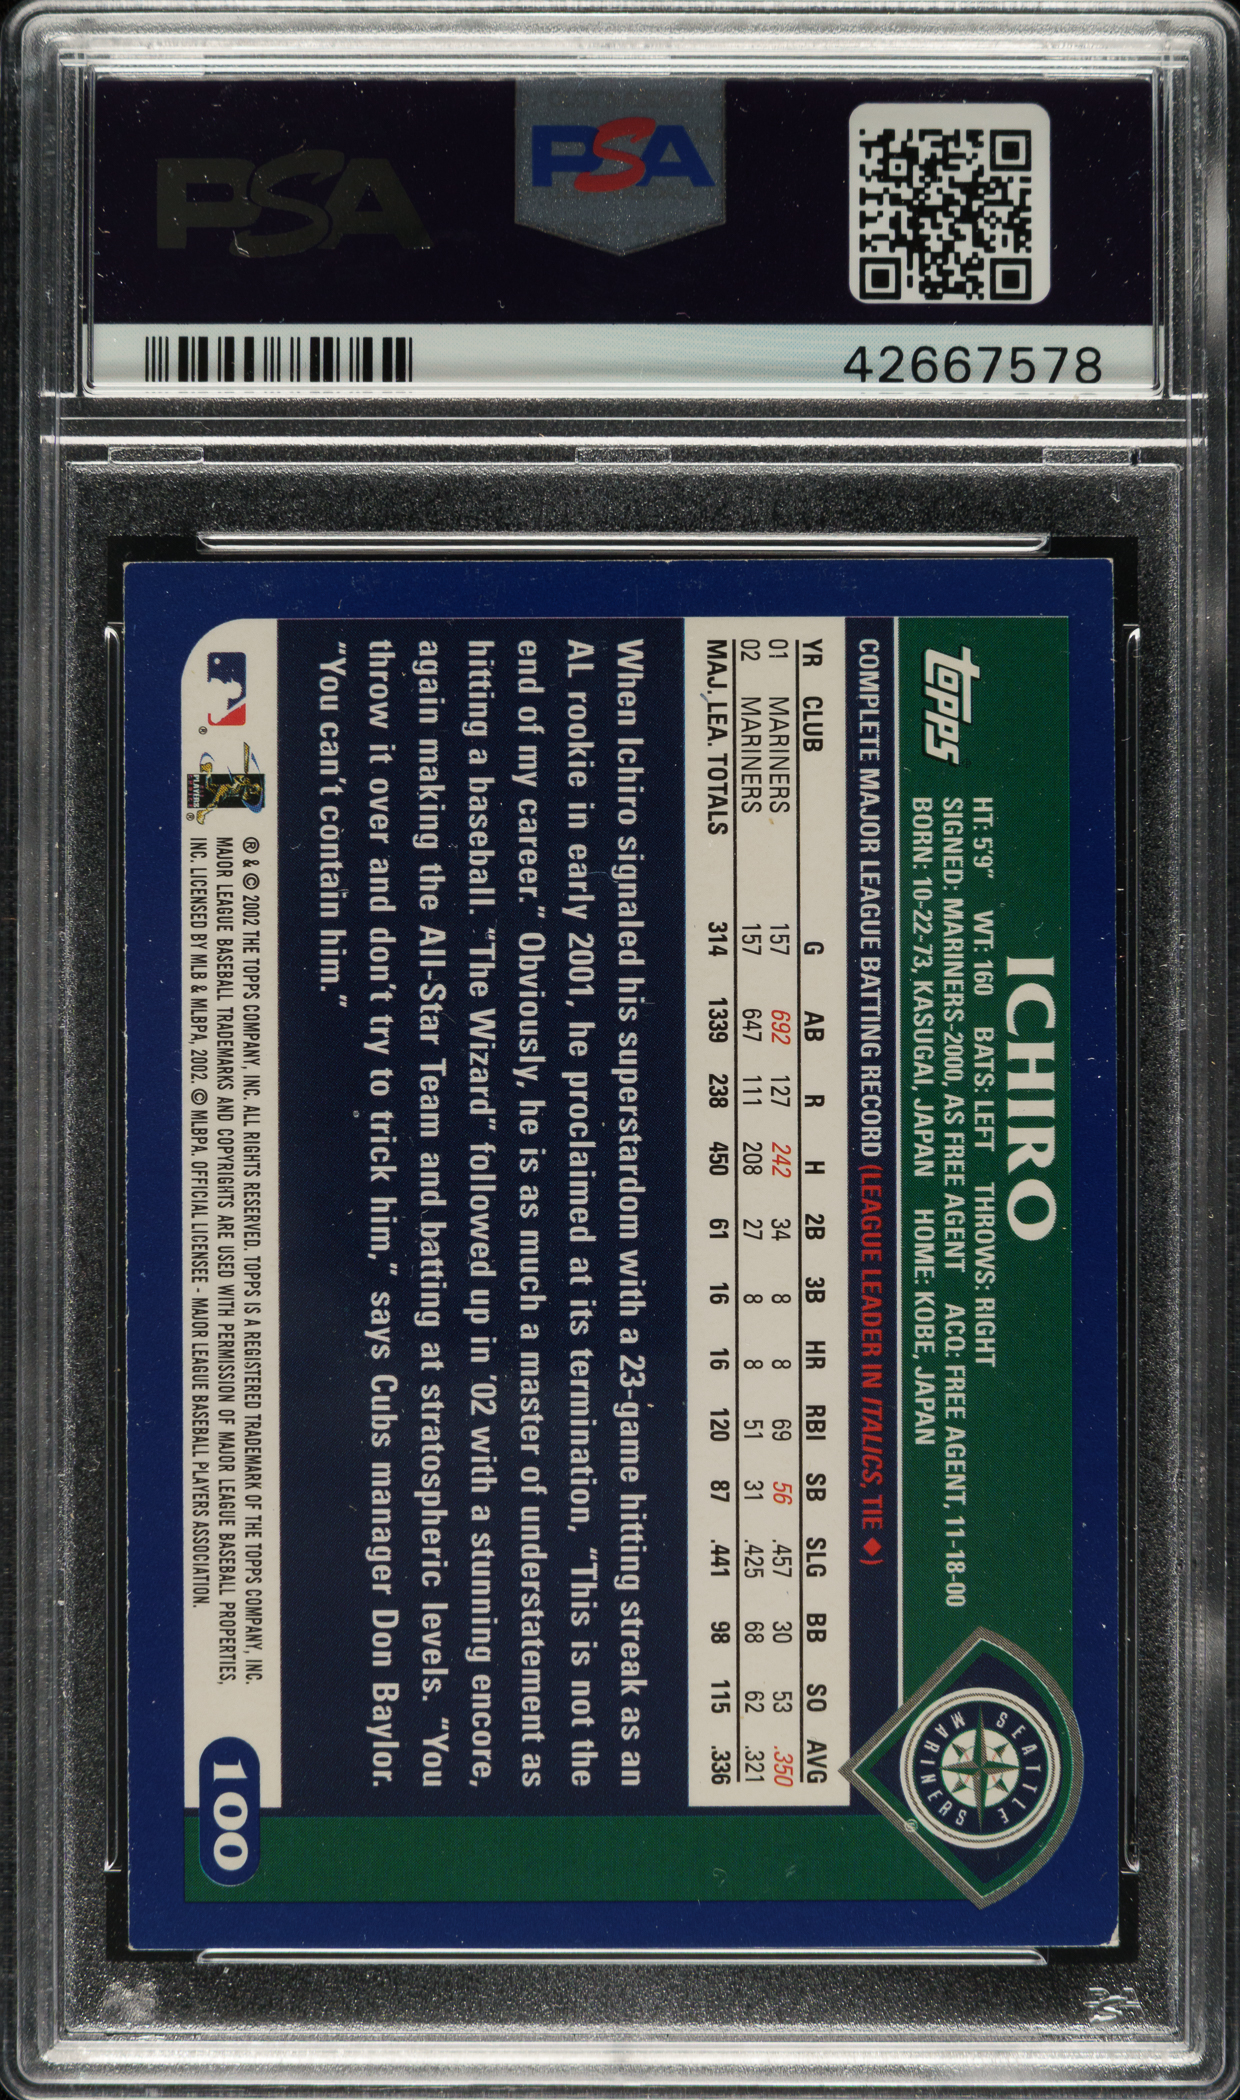 PSA
PSA
42667578
topps
ICHIRO
HT: 5'9" WT: 160 BATS: LEFT THROWS: RIGHT
SIGNED: MARINERS-2000, AS FREE AGENT ACQ: FREE AGENT, 11-18-00
BORN: 10-22-73, KASUGAI, JAPAN HOME: KOBE, JAPAN
SEATTLE
MARINERS
®
COMPLETE MAJOR LEAGUE BATTING RECORD (LEAGUE LEADER IN ITALICS, TIE ♦)
YR CLUB G AB R H 2B 3B HR RBI SB SLG BB SO AVG
01 MARINERS 157 692 127 242 34 8 8 69 56 .457 30 53 .350
02 MARINERS 157 647 111 208 27 8 8 51 31 .425 68 62 .321
MAJ. LEA. TOTALS 314 1339 238 450 61 16 16 120 87 .441 98 115 .336
When Ichiro signaled his superstardom with a 23-game hitting streak as an
AL rookie in early 2001, he proclaimed at its termination, "This is not the
end of my career." Obviously, he is as much a master of understatement as
hitting a baseball. "The Wizard" followed up in '02 with a stunning encore,
again making the All-Star Team and batting at stratospheric levels. "You
throw it over and don't try to trick him," says Cubs manager Don Baylor.
"You can't contain him."
® & © 2002 THE TOPPS COMPANY, INC. ALL RIGHTS RESERVED. TOPPS IS A REGISTERED TRADEMARK OF THE TOPPS COMPANY, INC.
MAJOR LEAGUE BASEBALL TRADEMARKS AND COPYRIGHTS ARE USED WITH PERMISSION OF MAJOR LEAGUE BASEBALL PROPERTIES,
INC. LICENSED BY MLB & MLBPA, 2002. © MLBPA. OFFICIAL LICENSEE - MAJOR LEAGUE BASEBALL PLAYERS ASSOCIATION.
100